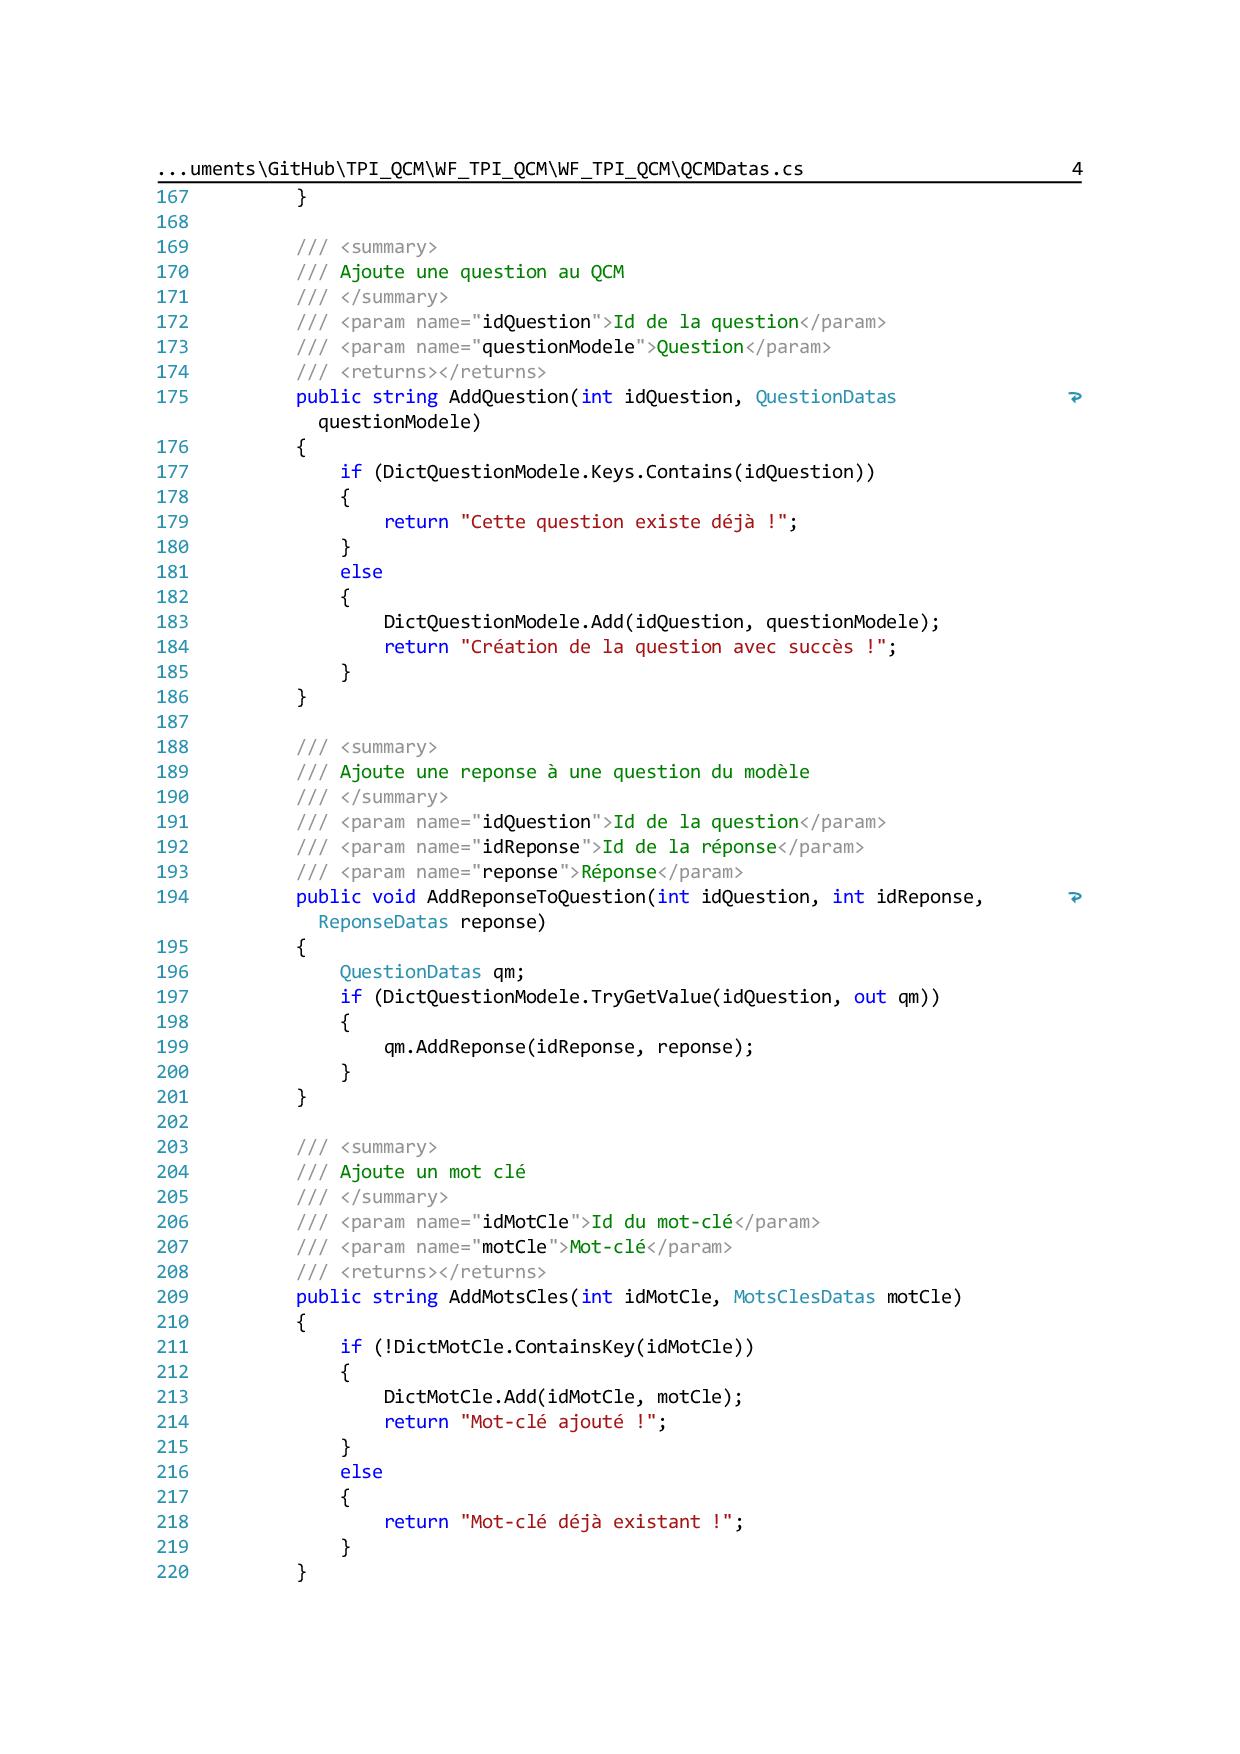 ...uments\GitHub\TPI_QCM\WF_TPI_QCM\WF_TPI_QCM\QCMDatas.cs 4
167 }
168
169 /// <summary>
170 /// Ajoute une question au QCM
171 /// </summary>
172 /// <param name="idQuestion">Id de la question</param>
173 /// <param name="questionModele">Question</param>
174 /// <returns></returns>
175 public string AddQuestion(int idQuestion, QuestionDatas
questionModele)
176 {
177 if (DictQuestionModele.Keys.Contains(idQuestion))
178 {
179 return "Cette question existe déjà !";
180 }
181 else
182 {
183 DictQuestionModele.Add(idQuestion, questionModele);
184 return "Création de la question avec succès !";
185 }
186 }
187
188 /// <summary>
189 /// Ajoute une reponse à une question du modèle
190 /// </summary>
191 /// <param name="idQuestion">Id de la question</param>
192 /// <param name="idReponse">Id de la réponse</param>
193 /// <param name="reponse">Réponse</param>
194 public void AddReponseToQuestion(int idQuestion, int idReponse,
ReponseDatas reponse)
195 {
196 QuestionDatas qm;
197 if (DictQuestionModele.TryGetValue(idQuestion, out qm))
198 {
199 qm.AddReponse(idReponse, reponse);
200 }
201 }
202
203 /// <summary>
204 /// Ajoute un mot clé
205 /// </summary>
206 /// <param name="idMotCle">Id du mot-clé</param>
207 /// <param name="motCle">Mot-clé</param>
208 /// <returns></returns>
209 public string AddMotsCles(int idMotCle, MotsClesDatas motCle)
210 {
211 if (!DictMotCle.ContainsKey(idMotCle))
212 {
213 DictMotCle.Add(idMotCle, motCle);
214 return "Mot-clé ajouté !";
215 }
216 else
217 {
218 return "Mot-clé déjà existant !";
219 }
220 }